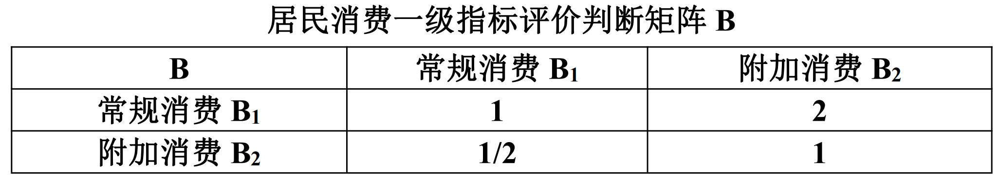 居民消费一级指标评价判断矩阵 B
B 常规消费 B₁ 附加消费 B₂
常规消费 B₁ 1 2
附加消费 B₂ 1/2 1